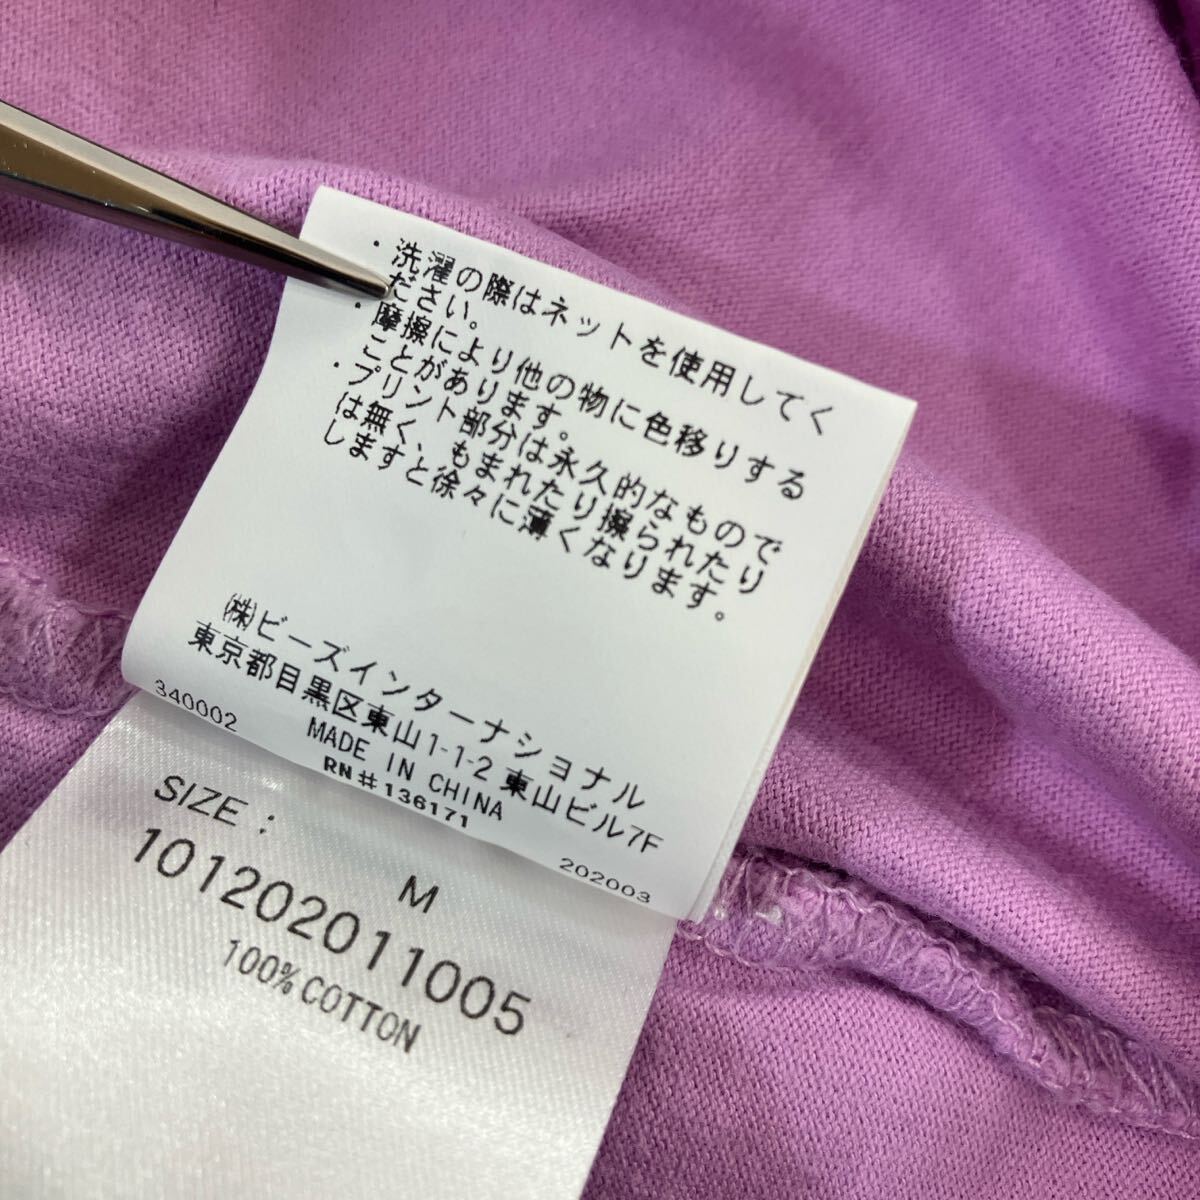 ・洗濯の際はネットを使用してく
ださい。
・摩擦により他の物に色移りする
ことがあります。
・プリント部分は永久的なもので
は無く、もまれたり擦られたり
しますと徐々に薄くなります。
(株)ビーズインターナショナル
東京都目黒区東山1-1-2 東山ビル7F
MADE IN CHINA
340002
RN#136171
202003
SIZE:
M
101202011005
100% COTTON